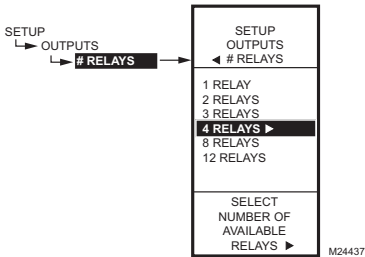 SETUP
OUTPUTS
# RELAYS
SETUP
OUTPUTS
◄ # RELAYS
1 RELAY
2 RELAYS
3 RELAYS
4 RELAYS ►
8 RELAYS
12 RELAYS
SELECT
NUMBER OF
AVAILABLE
RELAYS ►
M24437